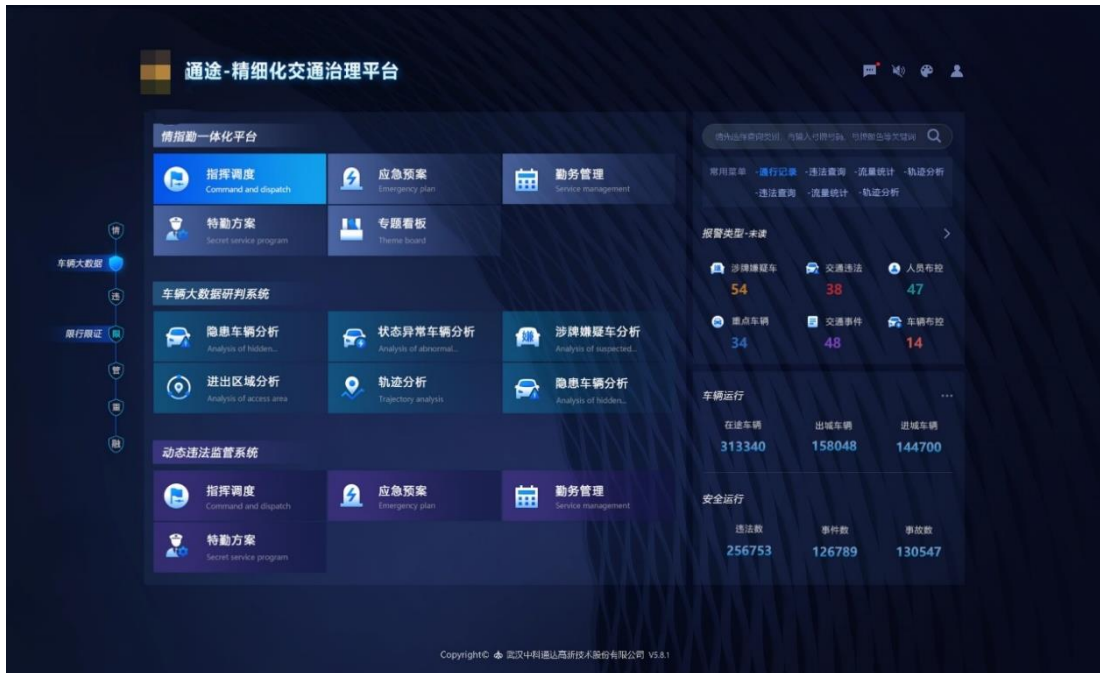 通途-精细化交通治理平台
情指勤一体化平台
指挥调度
Command and dispatch
应急预案
Emergency plan
勤务管理
Service management
特勤方案
Secret service program
专题看板
Theme board
车辆大数据研判系统
隐患车辆分析
Analysis of hidden...
状态异常车辆分析
Analysis of abnormal...
嫌
涉牌嫌疑车分析
Analysis of suspected...
进出区域分析
Analysis of access area
轨迹分析
Trajectory analysis
隐患车辆分析
Analysis of hidden...
动态违法监管系统
指挥调度
Command and dispatch
应急预案
Emergency plan
勤务管理
Service management
特勤方案
Secret service program
情
车辆大数据
违
限行限证
限
管
融
常用菜单 -通行记录 -违法查询 -流量统计 -轨迹分析
-违法查询 -流量统计 -轨迹分析
报警类型-未读
涉牌嫌疑车
54
交通违法
38
人员布控
47
重点车辆
34
交通事件
48
车辆布控
14
车辆运行
在途车辆
313340
出城车辆
158048
进城车辆
144700
安全运行
违法数
256753
事件数
126789
事故数
130547
Copyright© 武汉中科通达高新技术股份有限公司 V5.8.1